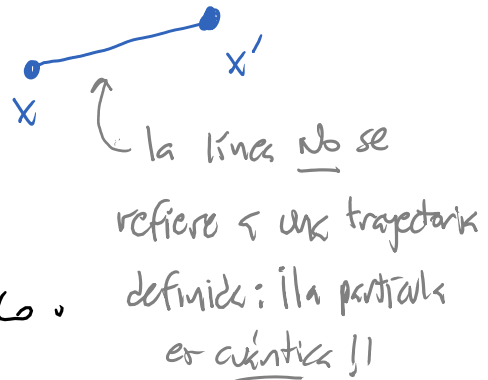 x x′
la línea No se
refiere a una trayectoria
definida: ¡la partícula
es cuántica!!